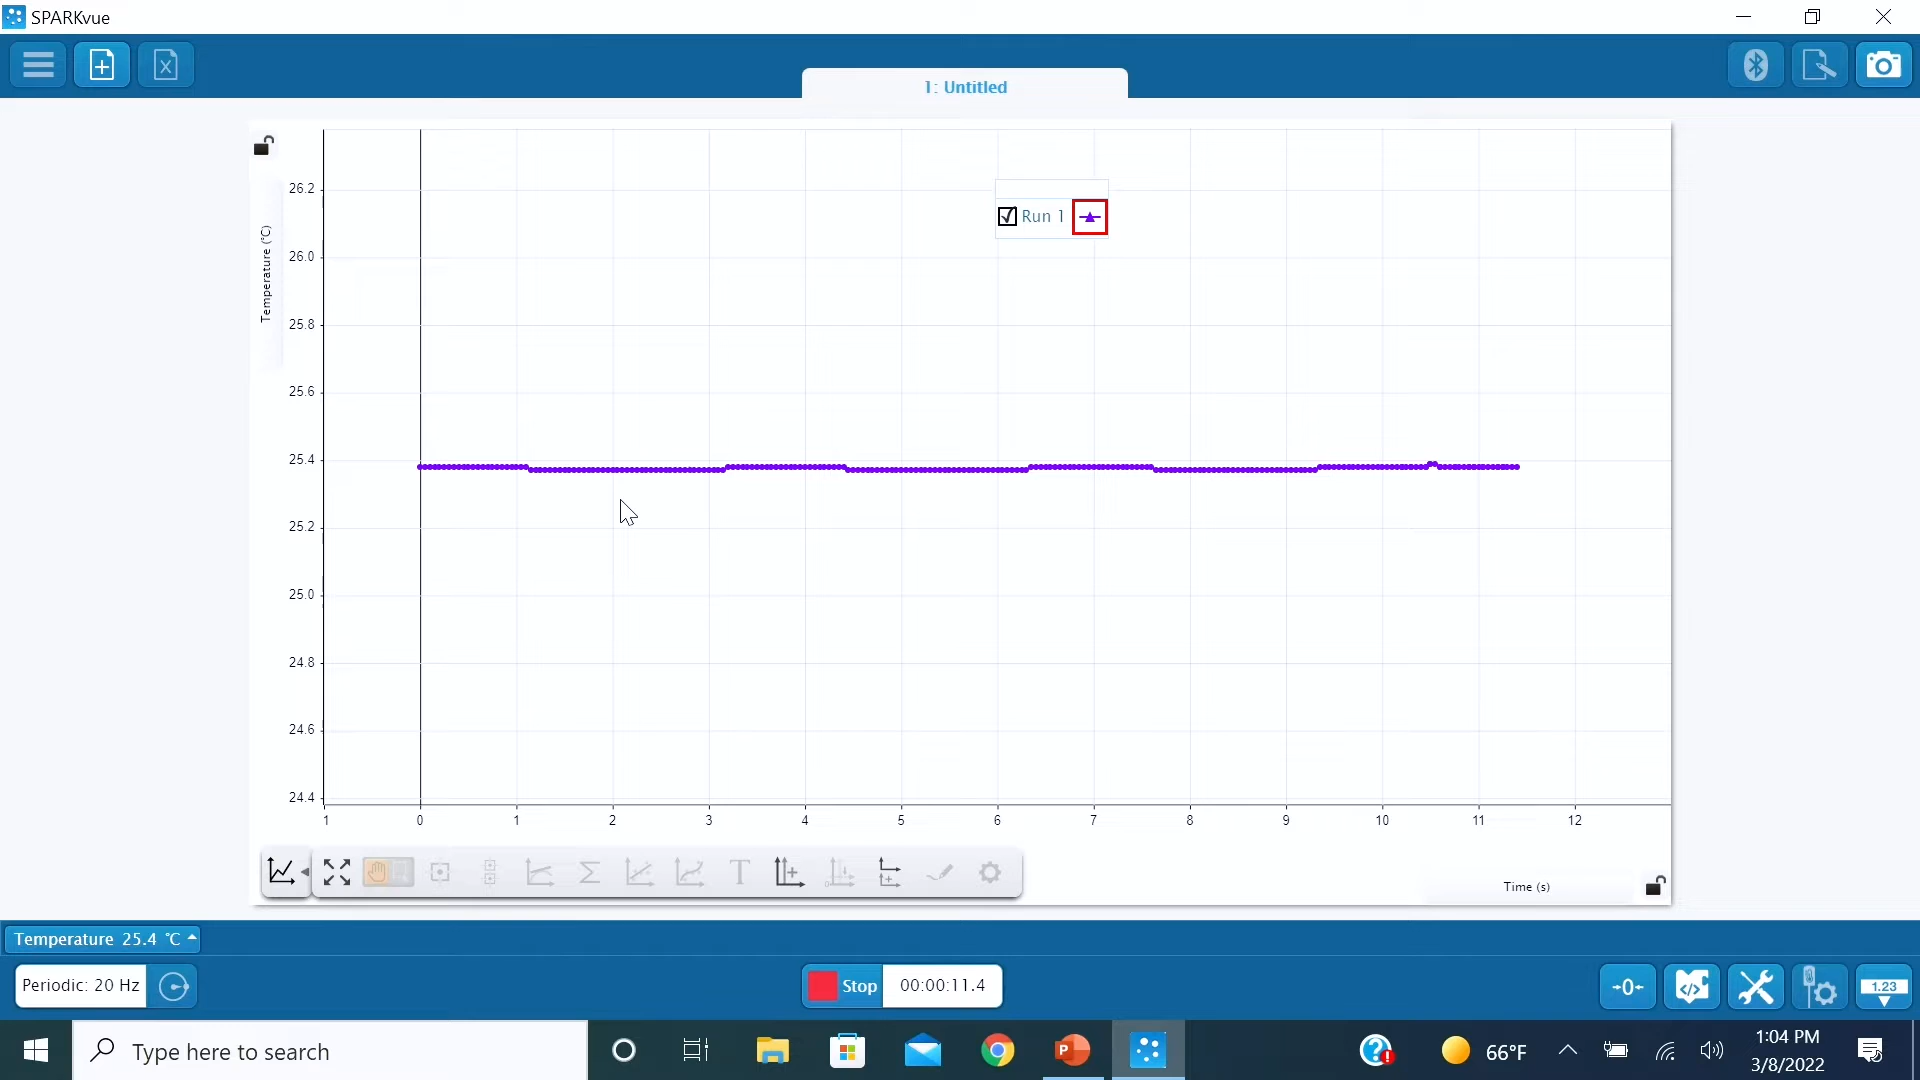 SPARKvue
1: Untitled
26.2
Run 1
26.0
Temperature (°C)
25.8
25.6
25.4
25.2
25.0
24.8
24.6
24.4
1 0 1 2 3 4 5 6 7 8 9 10 11 12
Time (s)
Temperature 25.4 °C
Periodic: 20 Hz
Stop 00:00:11.4
1.23
Type here to search
66°F
1:04 PM
3/8/2022